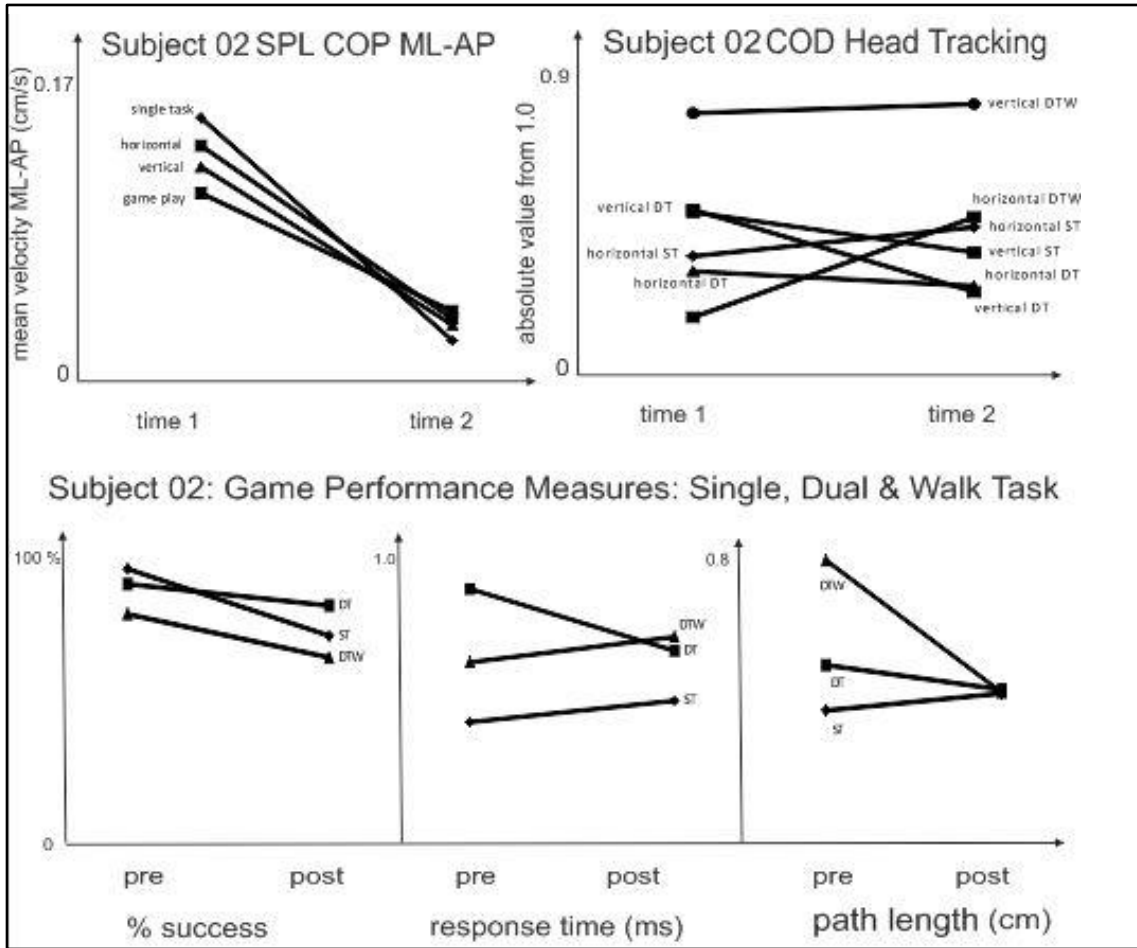 Subject 02 SPL COP ML-AP
mean velocity ML-AP (cm/s)
0.17
0
single task
horizontal
vertical
game play
time 1
time 2
Subject 02 COD Head Tracking
absolute value from 1.0
0.9
0
vertical DT
horizontal ST
horizontal DT
vertical DTW
horizontal DTW
horizontal ST
vertical ST
horizontal DT
vertical DT
time 1
time 2
Subject 02: Game Performance Measures: Single, Dual & Walk Task
100 %
0
DT
ST
DTW
pre
post
% success
1.0
DTW
DT
ST
pre
post
response time (ms)
0.8
DTW
DT
ST
pre
post
path length (cm)